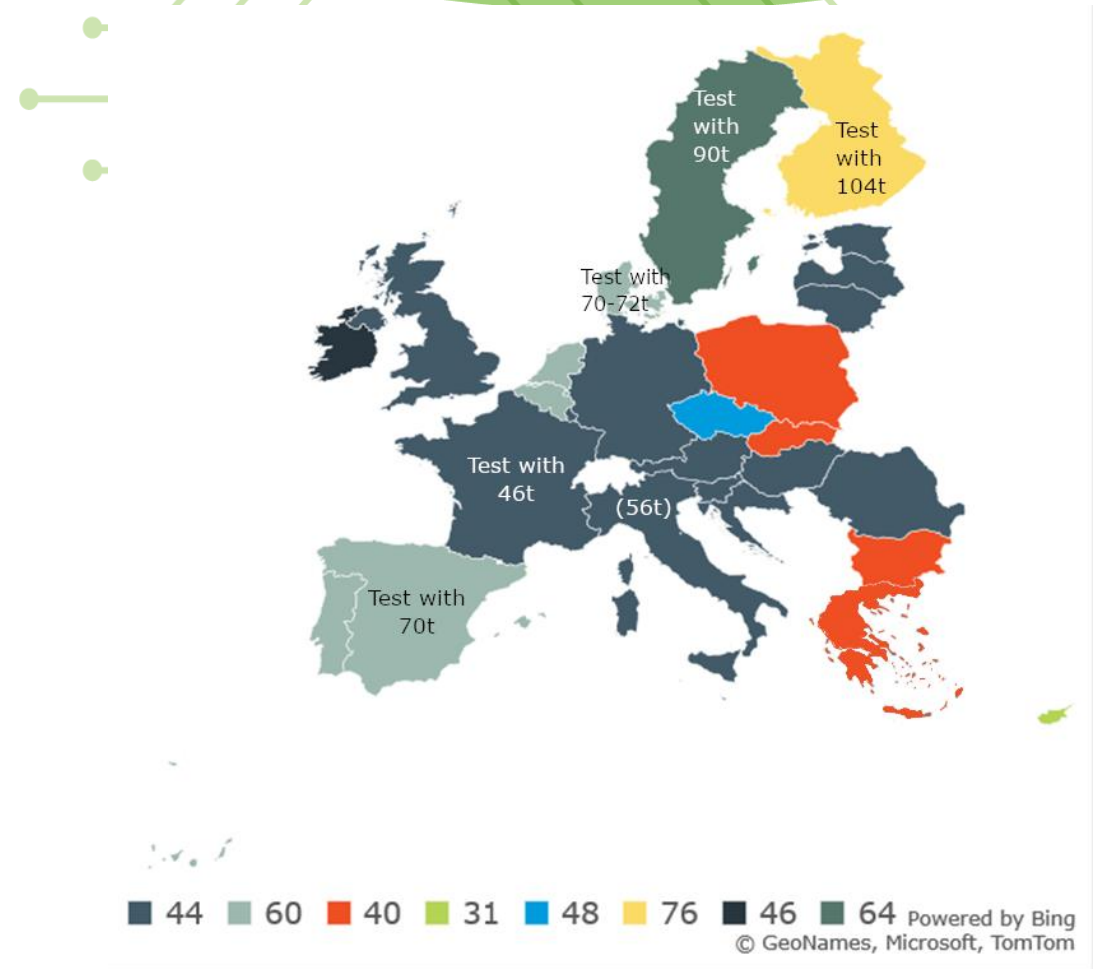 Test
with
90t
Test
with
104t
Test with
70-72t
Test with
46t
(56t)
Test with
70t
44 60 40 31 48 76 46 64 Powered by Bing
© GeoNames, Microsoft, TomTom